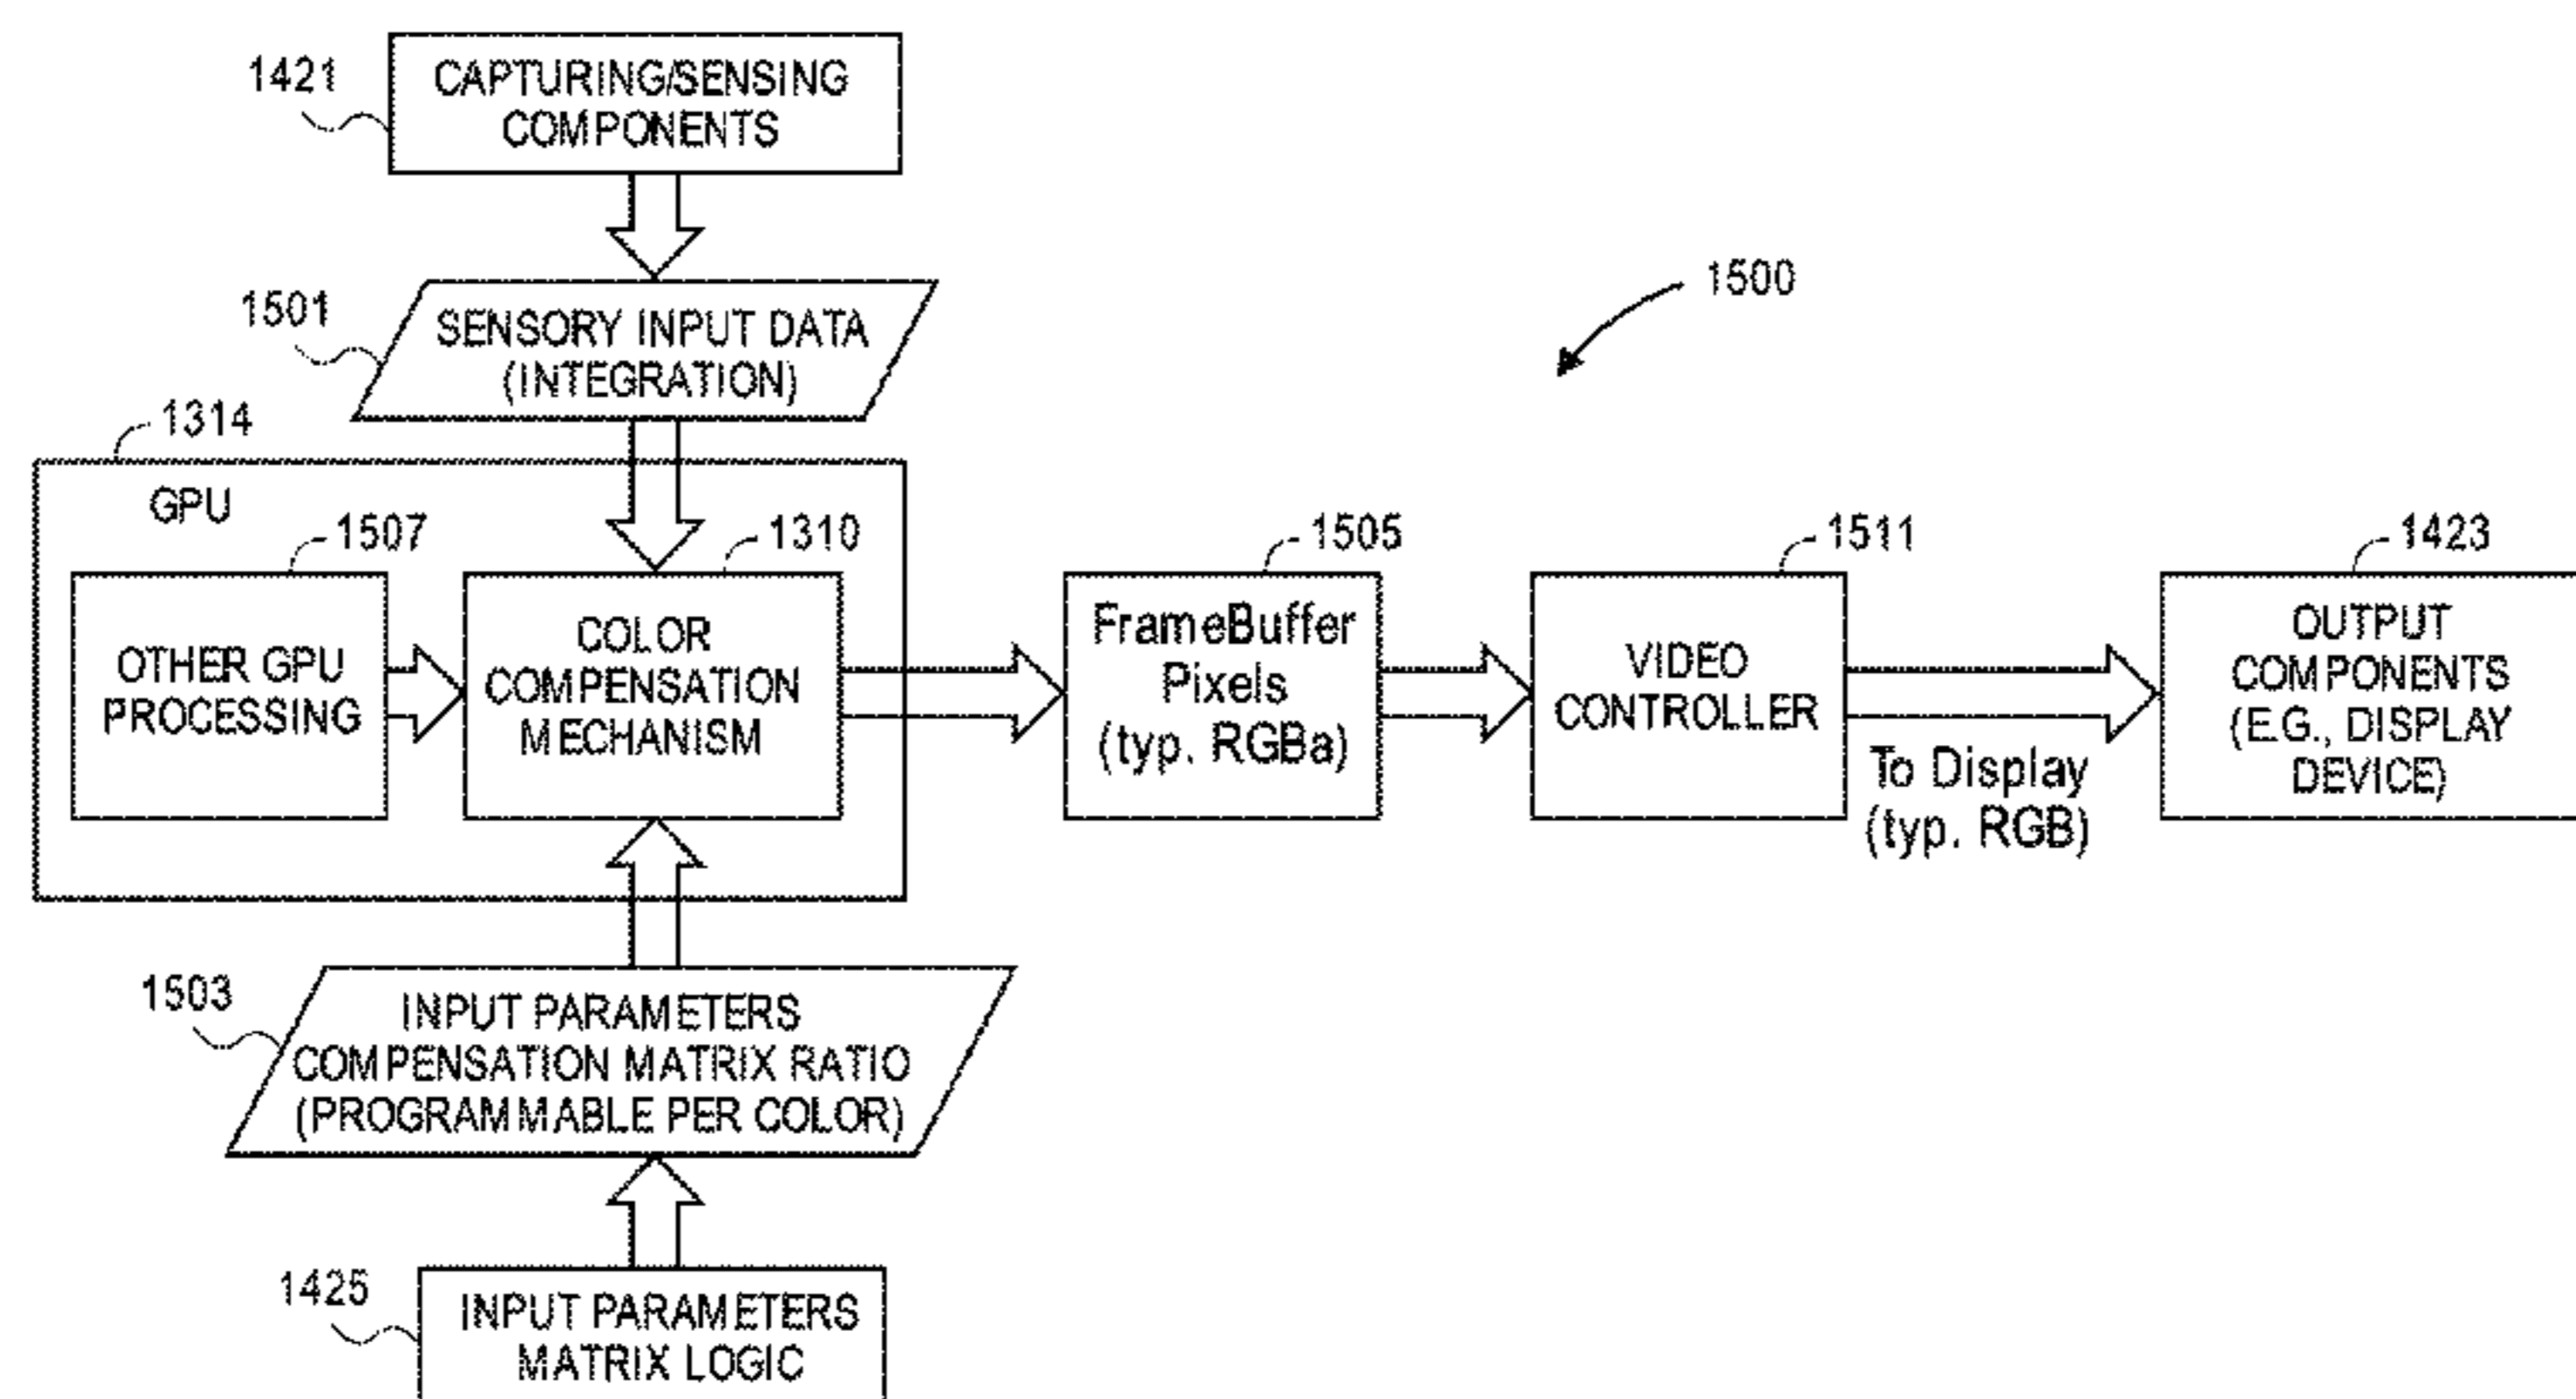 1421
CAPTURING/SENSING
COMPONENTS
1501
SENSORY INPUT DATA
(INTEGRATION)
1500
1314
GPU
1507
OTHER GPU
PROCESSING
1310
COLOR
COMPENSATION
MECHANISM
1505
FrameBuffer
Pixels
(typ. RGBa)
1511
VIDEO
CONTROLLER
To Display
(typ. RGB)
1423
OUTPUT
COMPONENTS
(E.G., DISPLAY
DEVICE)
1503
INPUT PARAMETERS
COMPENSATION MATRIX RATIO
(PROGRAMMABLE PER COLOR)
1425
INPUT PARAMETERS
MATRIX LOGIC